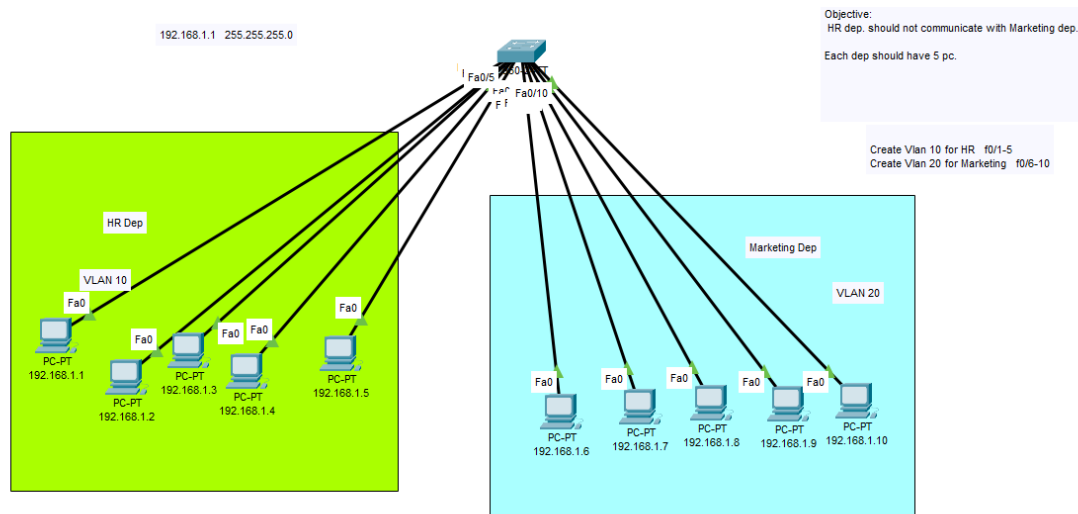 Objective:
HR dep. should not communicate with Marketing dep.
Each dep should have 5 pc.
192.168.1.1 255.255.255.0
Fa0/5
Fa0/10
Create Vlan 10 for HR f0/1-5
Create Vlan 20 for Marketing f0/6-10
HR Dep
VLAN 10
Fa0
Fa0
Fa0
Fa0
Fa0
PC-PT
192.168.1.1
PC-PT
192.168.1.2
PC-PT
192.168.1.3
PC-PT
192.168.1.4
PC-PT
192.168.1.5
Marketing Dep
VLAN 20
Fa0
Fa0
Fa0
Fa0
Fa0
PC-PT
192.168.1.6
PC-PT
192.168.1.7
PC-PT
192.168.1.8
PC-PT
192.168.1.9
PC-PT
192.168.1.10